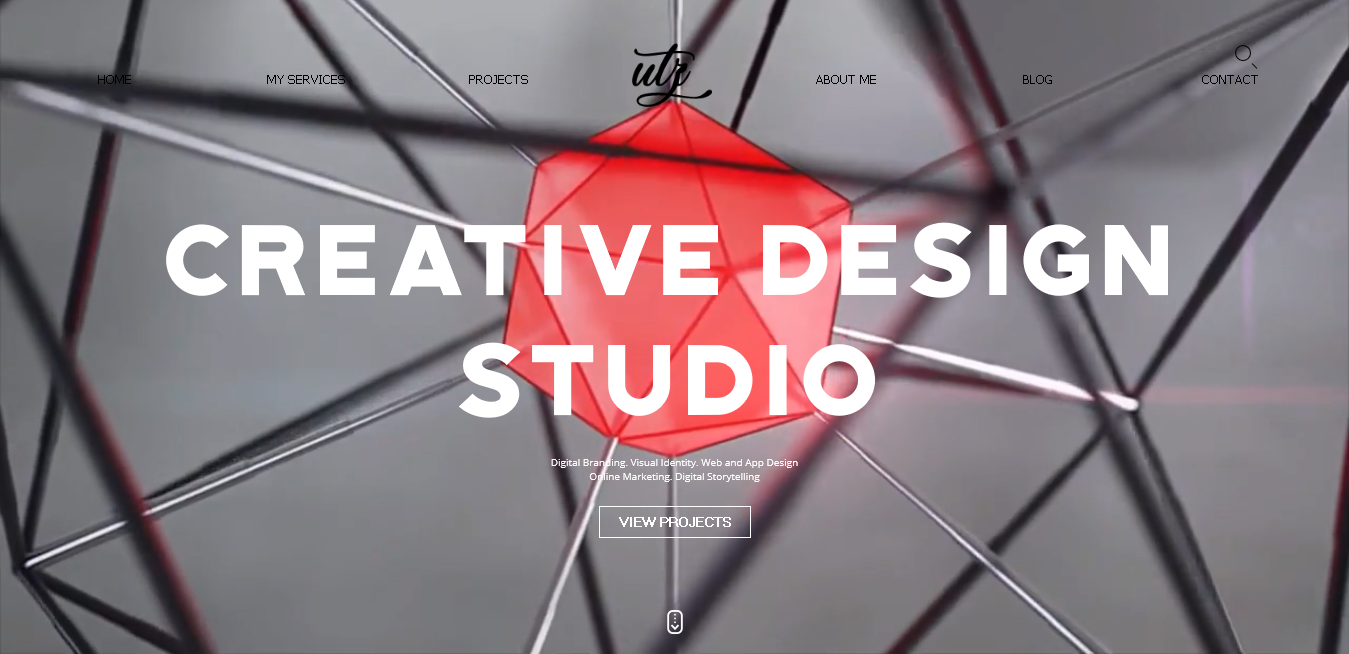 HOME MY SERVICES PROJECTS utz ABOUT ME BLOG CONTACT
CREATIVE DESIGN
STUDIO
Digital Branding. Visual Identity. Web and App Design
Online Marketing. Digital Storytelling
VIEW PROJECTS